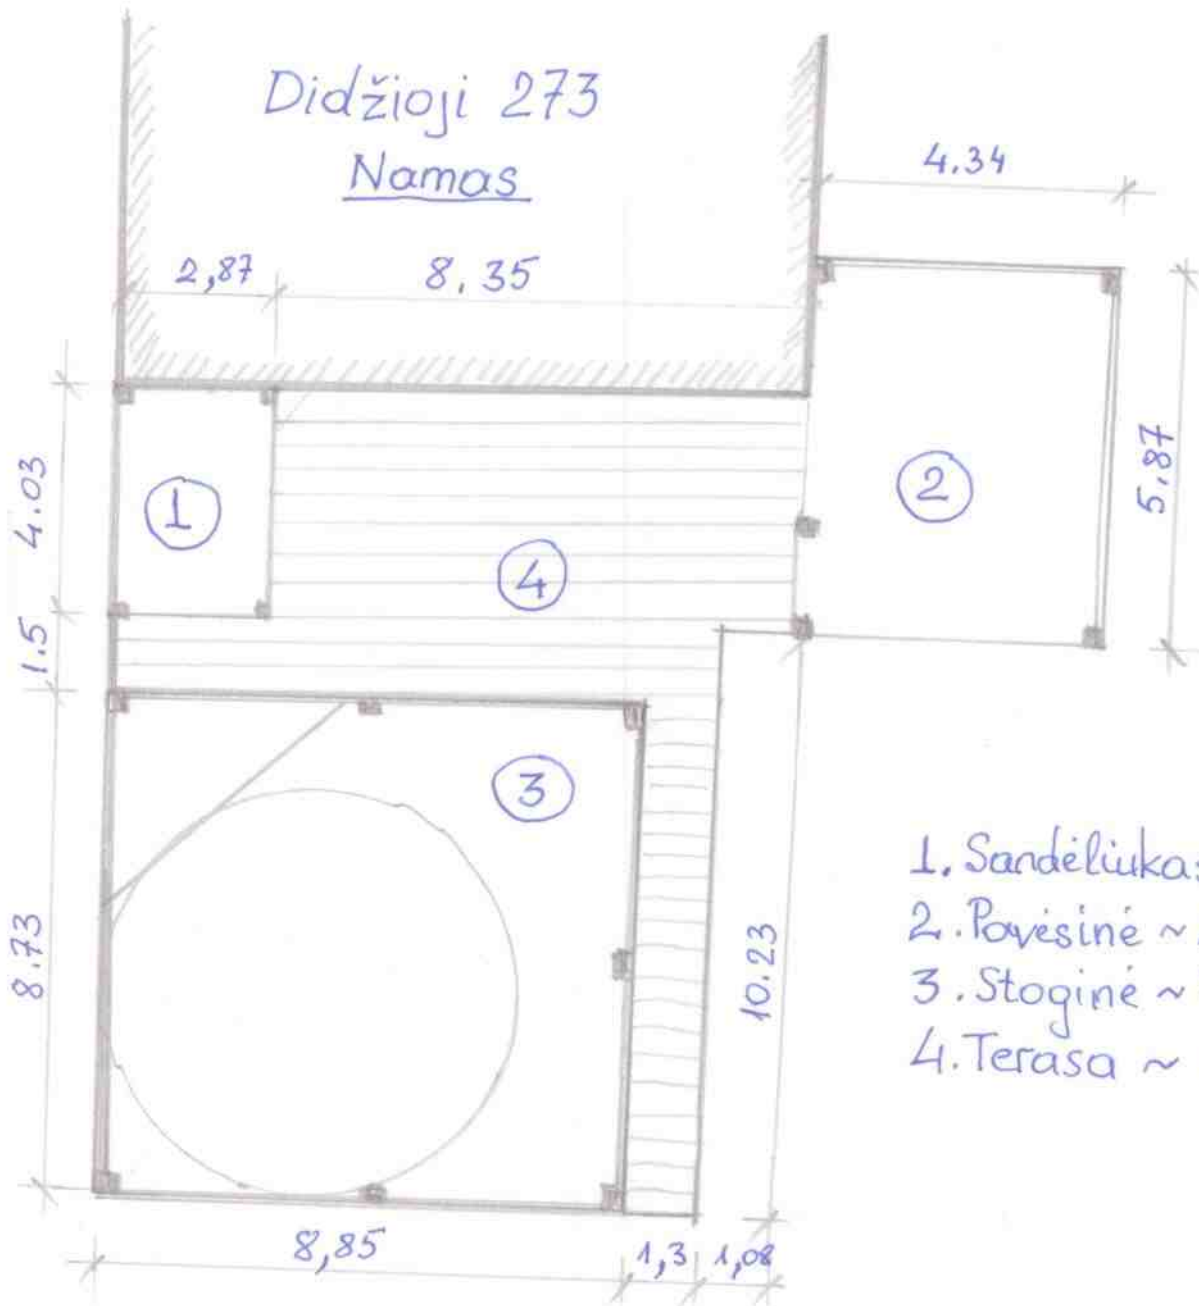 Didžioji 273
Namas
4.34
2,87
8.35
4.03
1
2
5.87
4
1.5
3
8.73
10.23
1. Sandėliuka
2. Pavėsinė ~
3. Stoginė ~
4. Terasa ~
8,85
1,3
1,08